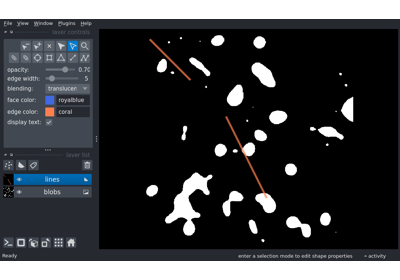 File View Window Plugins Help
layer controls
opacity: 0.70
edge width: 5
blending: translucen
face color: royalblue
edge color: coral
display text:
layer list
lines
blobs
Ready enter a selection mode to edit shape properties activity